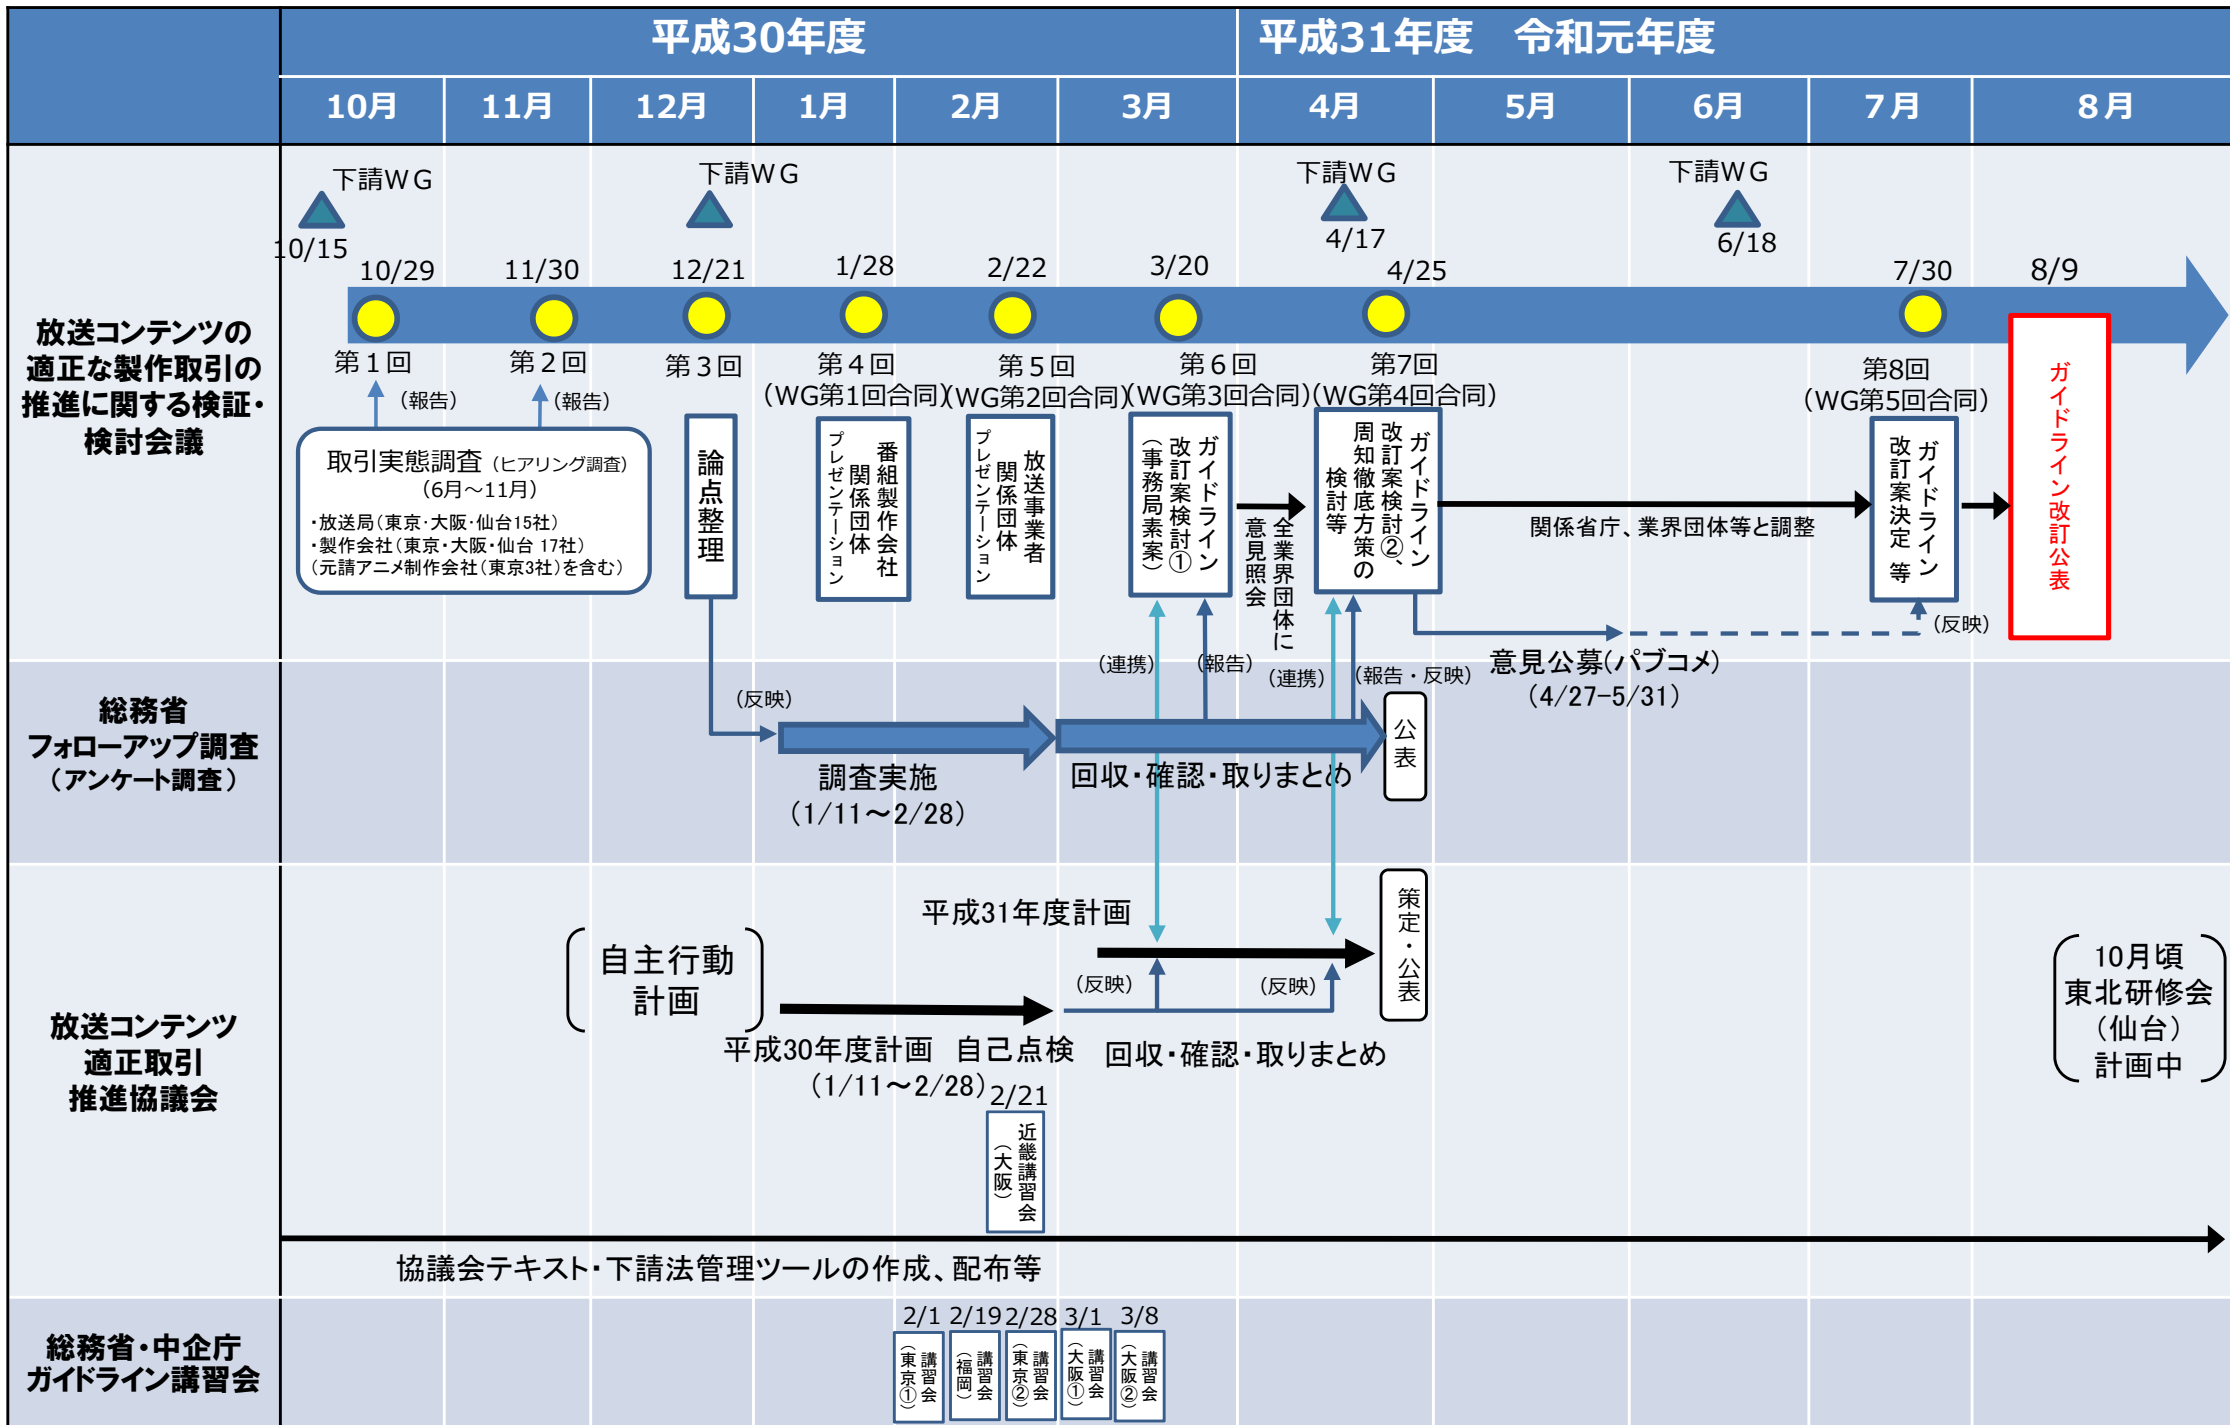 平成30年度
平成31年度　令和元年度
10月
11月
12月
1月
2月
3月
4月
5月
6月
７月
８月
放送コンテンツの
適正な製作取引の
推進に関する検証・
検討会議
下請ＷＧ
10/15
下請ＷＧ
下請WG
4/17
下請WG
6/18
10/29
11/30
12/21
1/28
2/22
3/20
4/25
7/30
8/9
第１回
第２回
第３回
第４回
(WG第1回合同)
第５回
(WG第2回合同)
第６回
(WG第3回合同)
第7回
(WG第4回合同)
第8回
(WG第5回合同)
（報告）
（報告）
取引実態調査（ヒアリング調査）
（6月～11月）
・放送局（東京・大阪・仙台15社）
・製作会社（東京・大阪・仙台 17社）
（元請アニメ制作会社（東京3社）を含む）
論点整理
番組製作会社
関係団体
プレゼンテーション
放送事業者
関係団体
プレゼンテーション
ガイドライン
改訂案検討①
（事務局素案）
全業界団体に
意見照会
ガイドライン
改訂案検討②、
周知徹底方策の
検討等
関係省庁、業界団体等と調整
ガイドライン
改訂案決定 等
ガイドライン改訂公表
（反映）
意見公募(パブコメ)
（4/27-5/31）
（連携）
（報告）
（連携）
（報告・反映）
総務省
フォローアップ調査
（アンケート調査）
（反映）
調査実施
（1/11～2/28）
回収・確認・取りまとめ
公表
放送コンテンツ
適正取引
推進協議会
自主行動
計画
平成31年度計画
（反映）
（反映）
策定・公表
平成30年度計画　自己点検
（1/11～2/28）
回収・確認・取りまとめ
2/21
近畿講習会
（大阪）
10月頃
東北研修会
（仙台）
計画中
協議会テキスト・下請法管理ツールの作成、配布等
総務省・中企庁
ガイドライン講習会
2/1
講習会
（東京①）
2/19
講習会
（福岡）
2/28
講習会
（東京②）
3/1
講習会
（大阪①）
3/8
講習会
（大阪②）